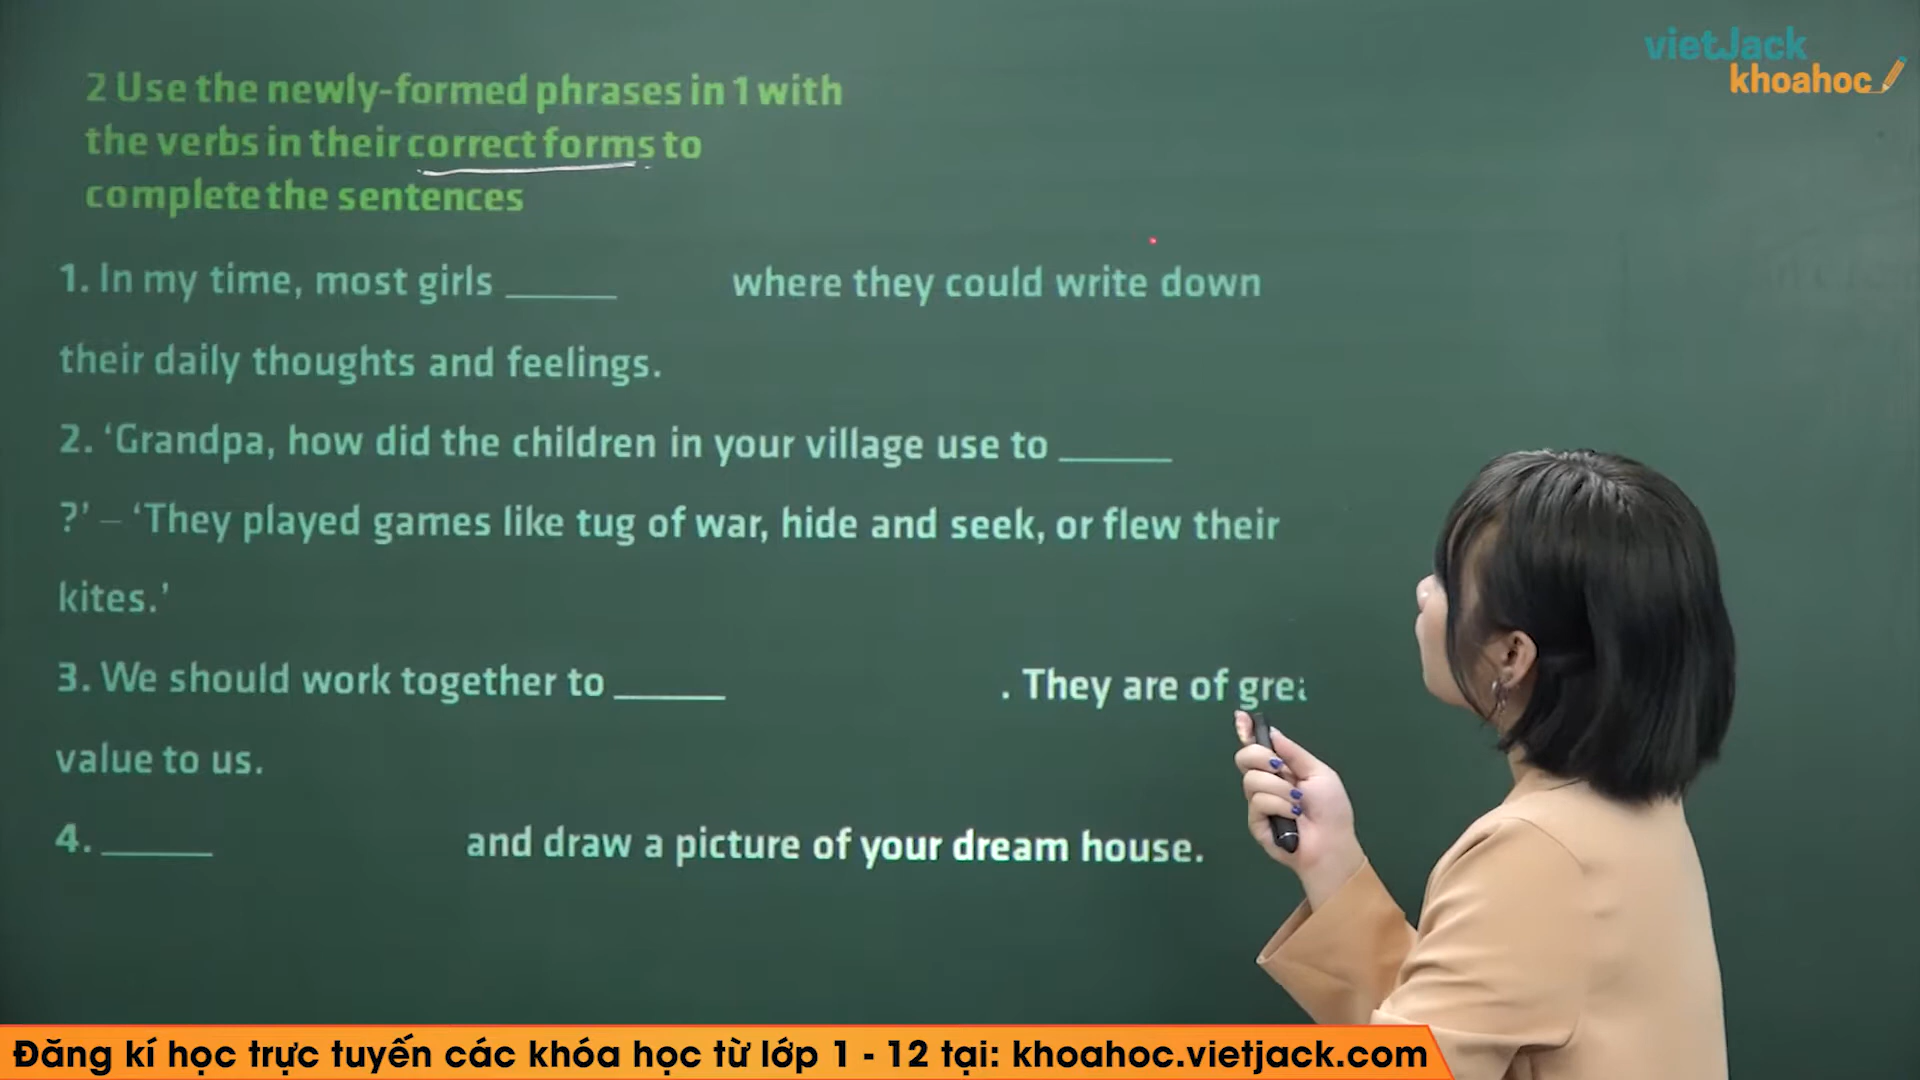 vietJack
khoahoc
2 Use the newly-formed phrases in 1 with
the verbs in their correct forms to
complete the sentences
1. In my time, most girls _____ where they could write down
their daily thoughts and feelings.
2. ‘Grandpa, how did the children in your village use to _____
?’ – ‘They played games like tug of war, hide and seek, or flew their
kites.’
3. We should work together to _____ . They are of
value to us.
4. _____ and draw a picture of your dream house.
Đăng kí học trực tuyến các khóa học từ lớp 1 - 12 tại: khoahoc.vietjack.com